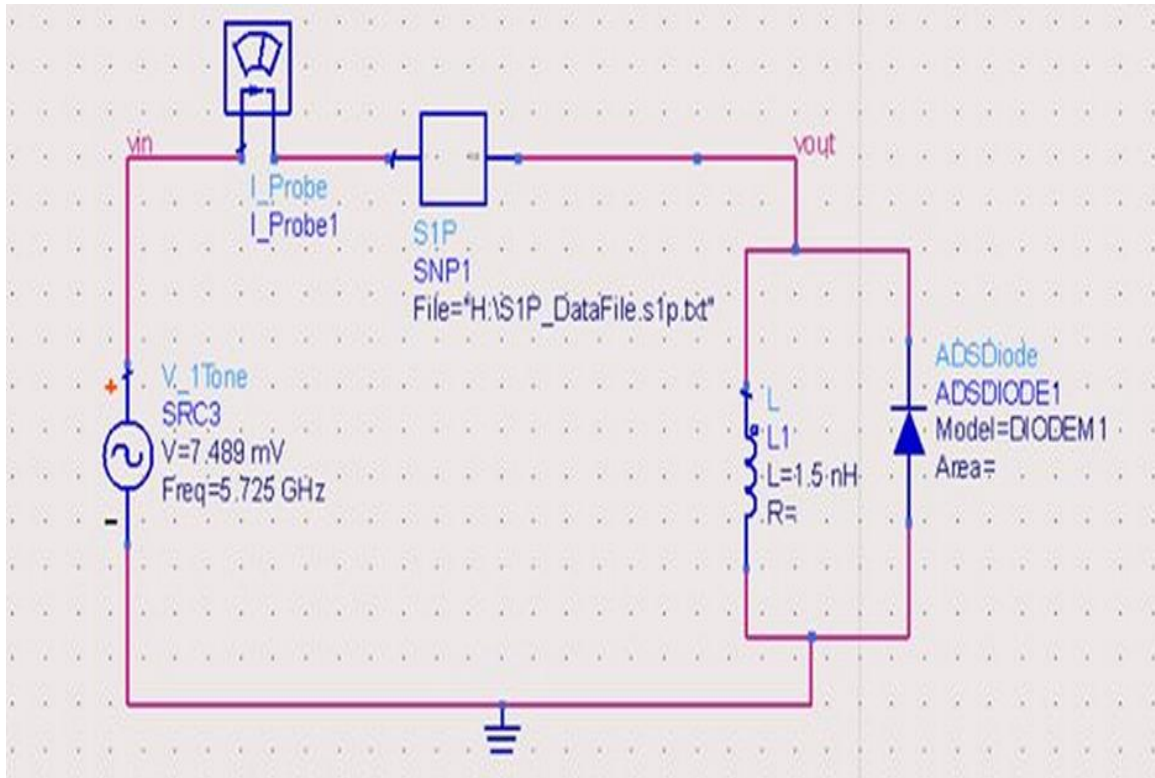 vin
I_Probe
I_Probe1
S1P
SNP1
File="H:\S1P_DataFile.s1p.txt"
vout
V_1Tone
SRC3
V=7.489 mV
Freq=5.725 GHz
L
L1
L=1.5 nH
R=
ADSDiode
ADSDIODE1
Model=DIODEM1
Area=